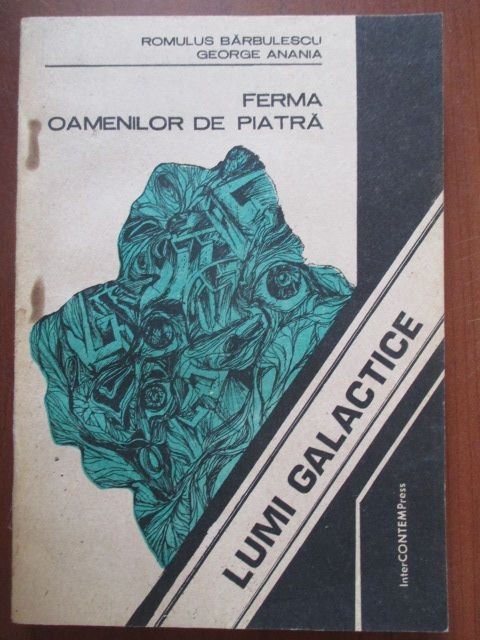 ROMULUS BĂRBULESCU
GEORGE ANANIA
FERMA
OAMENILOR DE PIATRĂ
LUMI GALACTICE
InterCONTEMPress